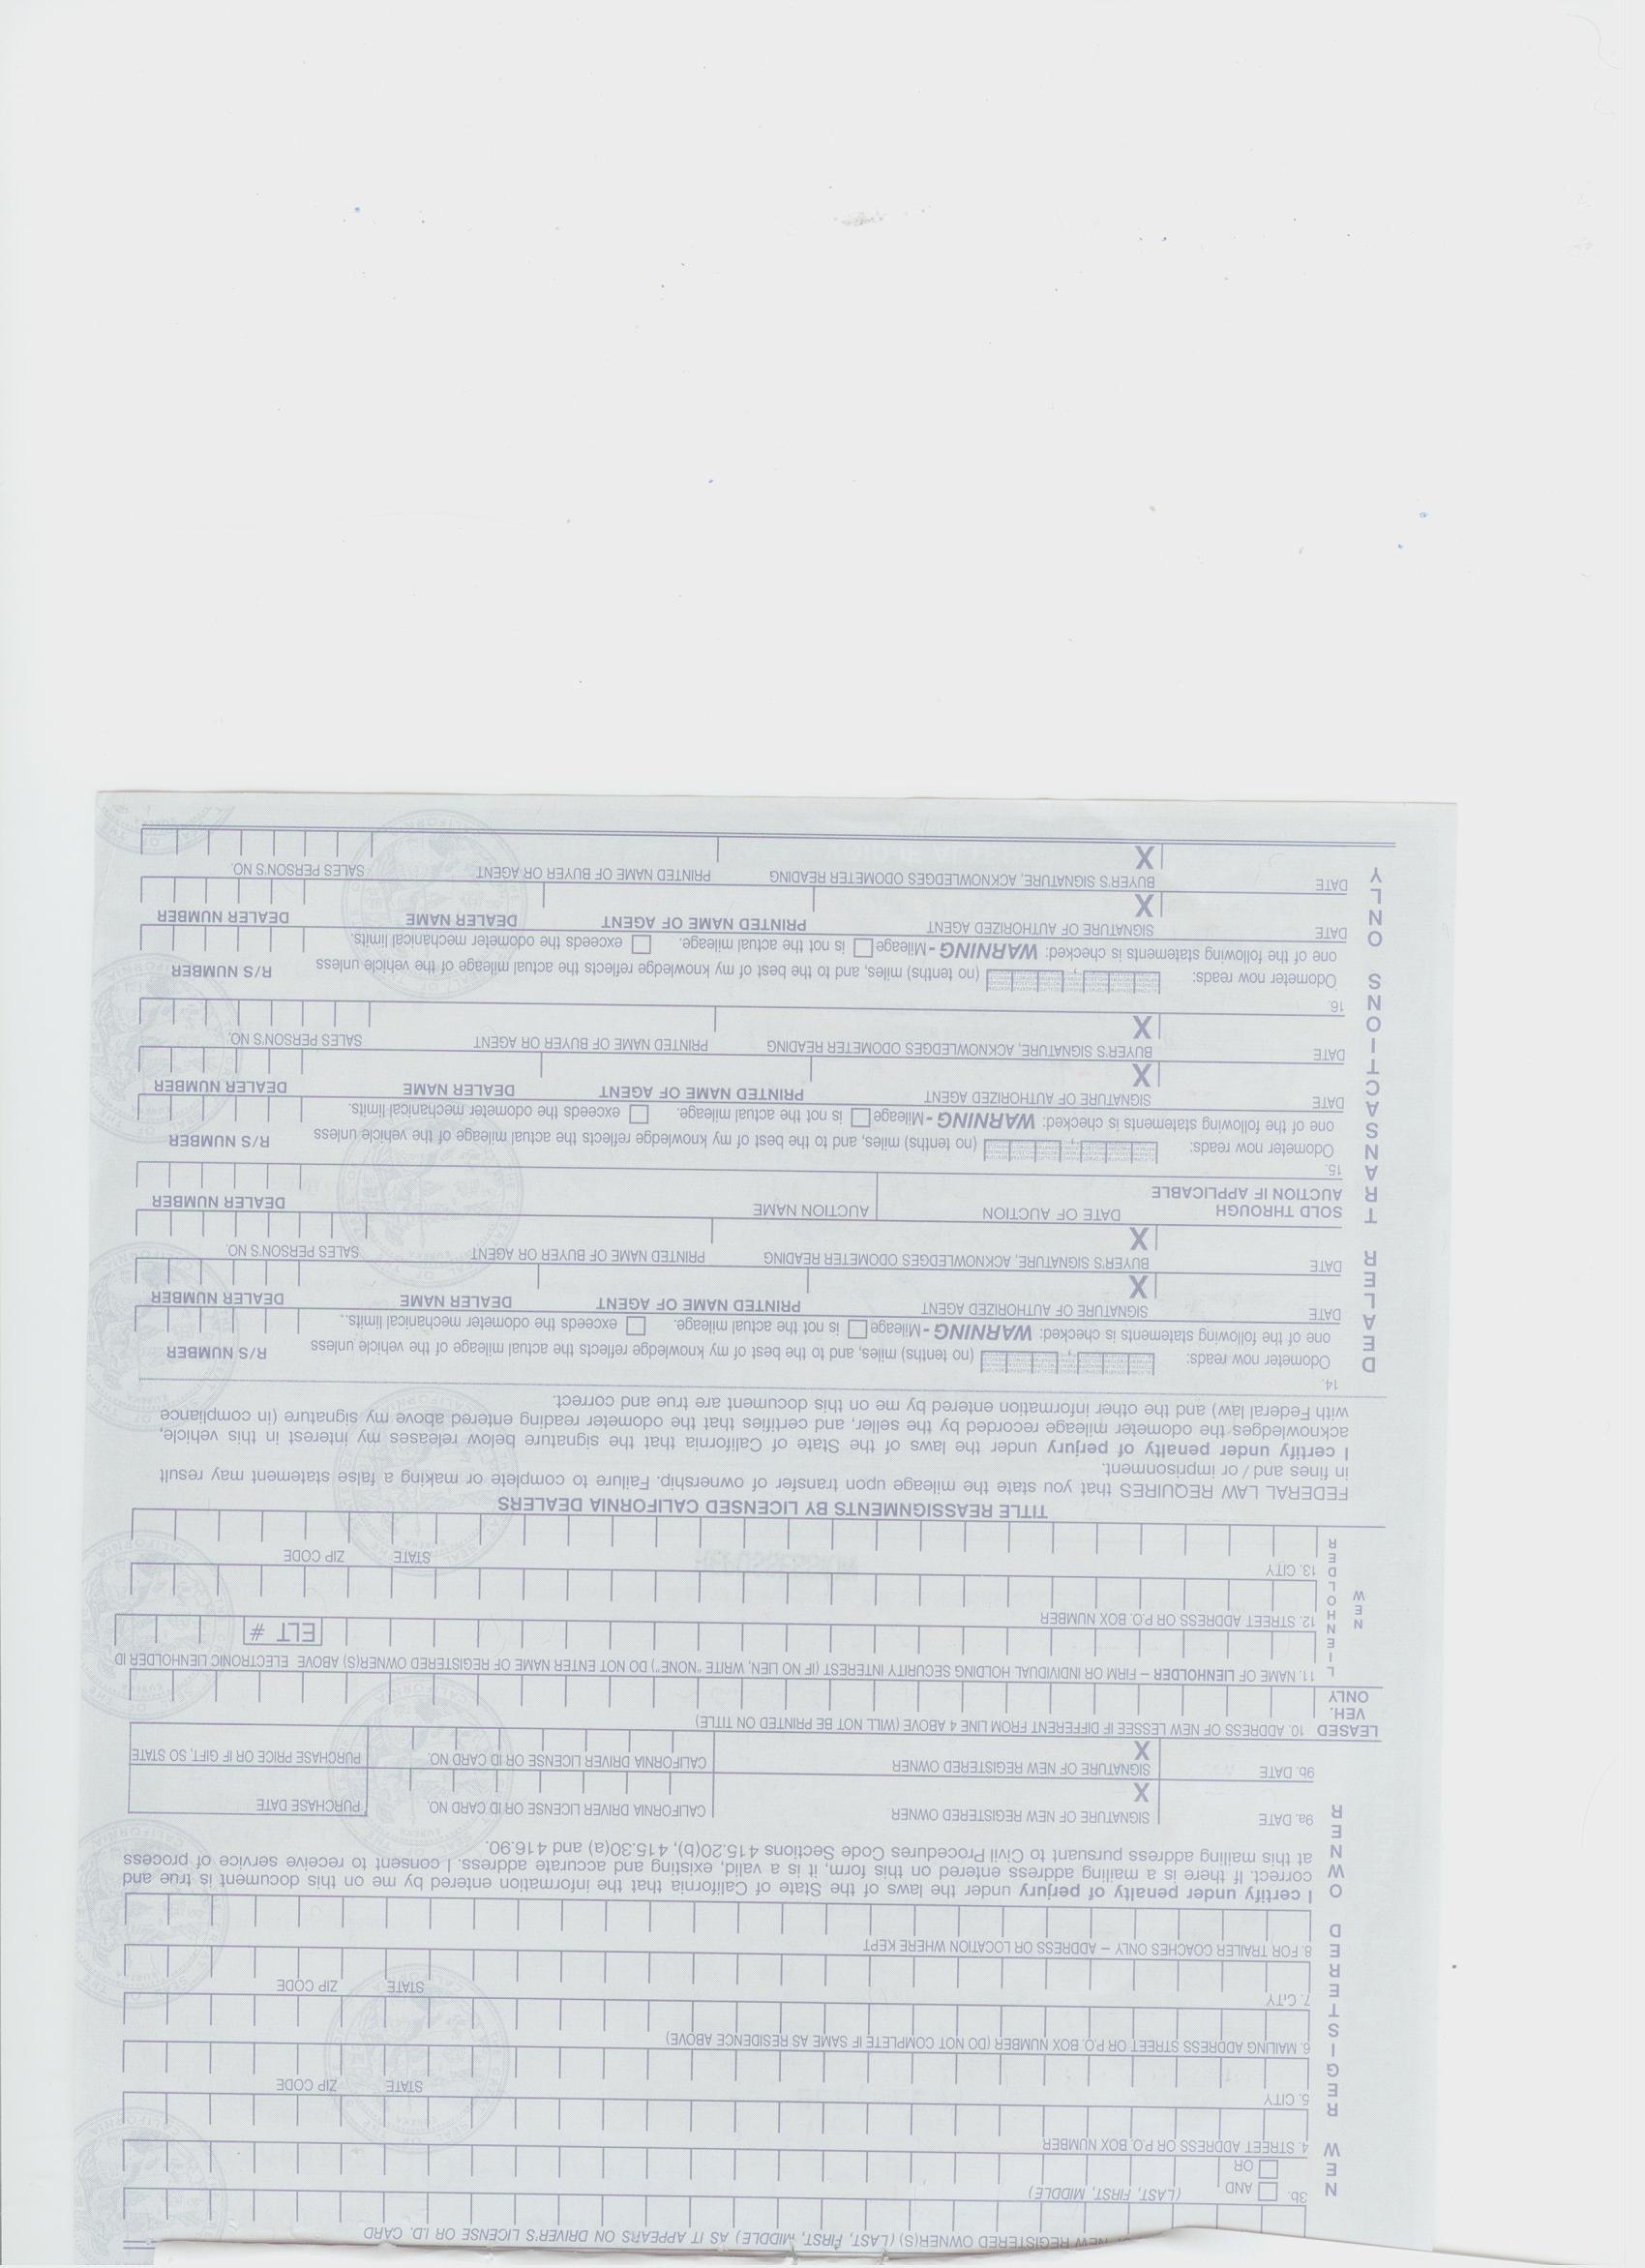 NEW REGISTERED OWNER(S) (LAST, FIRST, MIDDLE) AS IT APPEARS ON DRIVER'S LICENSE OR I.D. CARD
3b. AND (LAST, FIRST, MIDDLE)
OR
4. STREET ADDRESS OR P.O. BOX NUMBER
5. CITY STATE ZIP CODE
6. MAILING ADDRESS STREET OR P.O. BOX NUMBER (DO NOT COMPLETE IF SAME AS RESIDENCE ABOVE)
7. CITY STATE ZIP CODE
8. FOR TRAILER COACHES ONLY – ADDRESS OR LOCATION WHERE KEPT
NEW REGISTERED OWNER
I certify under penalty of perjury under the laws of the State of California that the information entered by me on this document is true and
correct. If there is a mailing address entered on this form, it is a valid, existing and accurate address. I consent to receive service of process
at this mailing address pursuant to Civil Procedures Code Sections 415.20(b), 415.30(a) and 416.90.
9a. DATE SIGNATURE OF NEW REGISTERED OWNER CALIFORNIA DRIVER LICENSE OR ID CARD NO. PURCHASE DATE
X
9b. DATE SIGNATURE OF NEW REGISTERED OWNER CALIFORNIA DRIVER LICENSE OR ID CARD NO. PURCHASE PRICE OR IF GIFT, SO STATE
X
LEASED VEH. ONLY
10. ADDRESS OF NEW LESSEE IF DIFFERENT FROM LINE 4 ABOVE (WILL NOT BE PRINTED ON TITLE)
NEW LIENHOLDER
11. NAME OF LIENHOLDER – FIRM OR INDIVIDUAL HOLDING SECURITY INTEREST (IF NO LIEN, WRITE "NONE") DO NOT ENTER NAME OF REGISTERED OWNER(S) ABOVE ELECTRONIC LIENHOLDER ID
ELT #
12. STREET ADDRESS OR P.O. BOX NUMBER
13. CITY STATE ZIP CODE
TITLE REASSIGNMENTS BY LICENSED CALIFORNIA DEALERS
FEDERAL LAW REQUIRES that you state the mileage upon transfer of ownership. Failure to complete or making a false statement may result
in fines and / or imprisonment.
I certify under penalty of perjury under the laws of the State of California that the signature below releases my interest in this vehicle,
acknowledges the odometer mileage recorded by the seller, and certifies that the odometer reading entered above my signature (in compliance
with Federal law) and the other information entered by me on this document are true and correct.
DEALER TRANSACTIONS ONLY
14.
Odometer now reads: , (no tenths) miles, and to the best of my knowledge reflects the actual mileage of the vehicle unless R/S NUMBER
one of the following statements is checked: WARNING - Mileage is not the actual mileage. exceeds the odometer mechanical limits.
DATE SIGNATURE OF AUTHORIZED AGENT PRINTED NAME OF AGENT DEALER NAME DEALER NUMBER
X
DATE BUYER'S SIGNATURE, ACKNOWLEDGES ODOMETER READING PRINTED NAME OF BUYER OR AGENT SALES PERSON'S NO.
X
SOLD THROUGH DATE OF AUCTION AUCTION NAME DEALER NUMBER
AUCTION IF APPLICABLE
15.
Odometer now reads: , (no tenths) miles, and to the best of my knowledge reflects the actual mileage of the vehicle unless R/S NUMBER
one of the following statements is checked: WARNING - Mileage is not the actual mileage. exceeds the odometer mechanical limits.
DATE SIGNATURE OF AUTHORIZED AGENT PRINTED NAME OF AGENT DEALER NAME DEALER NUMBER
X
DATE BUYER'S SIGNATURE, ACKNOWLEDGES ODOMETER READING PRINTED NAME OF BUYER OR AGENT SALES PERSON'S NO.
X
16.
Odometer now reads: , (no tenths) miles, and to the best of my knowledge reflects the actual mileage of the vehicle unless R/S NUMBER
one of the following statements is checked: WARNING - Mileage is not the actual mileage. exceeds the odometer mechanical limits.
DATE SIGNATURE OF AUTHORIZED AGENT PRINTED NAME OF AGENT DEALER NAME DEALER NUMBER
X
DATE BUYER'S SIGNATURE, ACKNOWLEDGES ODOMETER READING PRINTED NAME OF BUYER OR AGENT SALES PERSON'S NO.
X